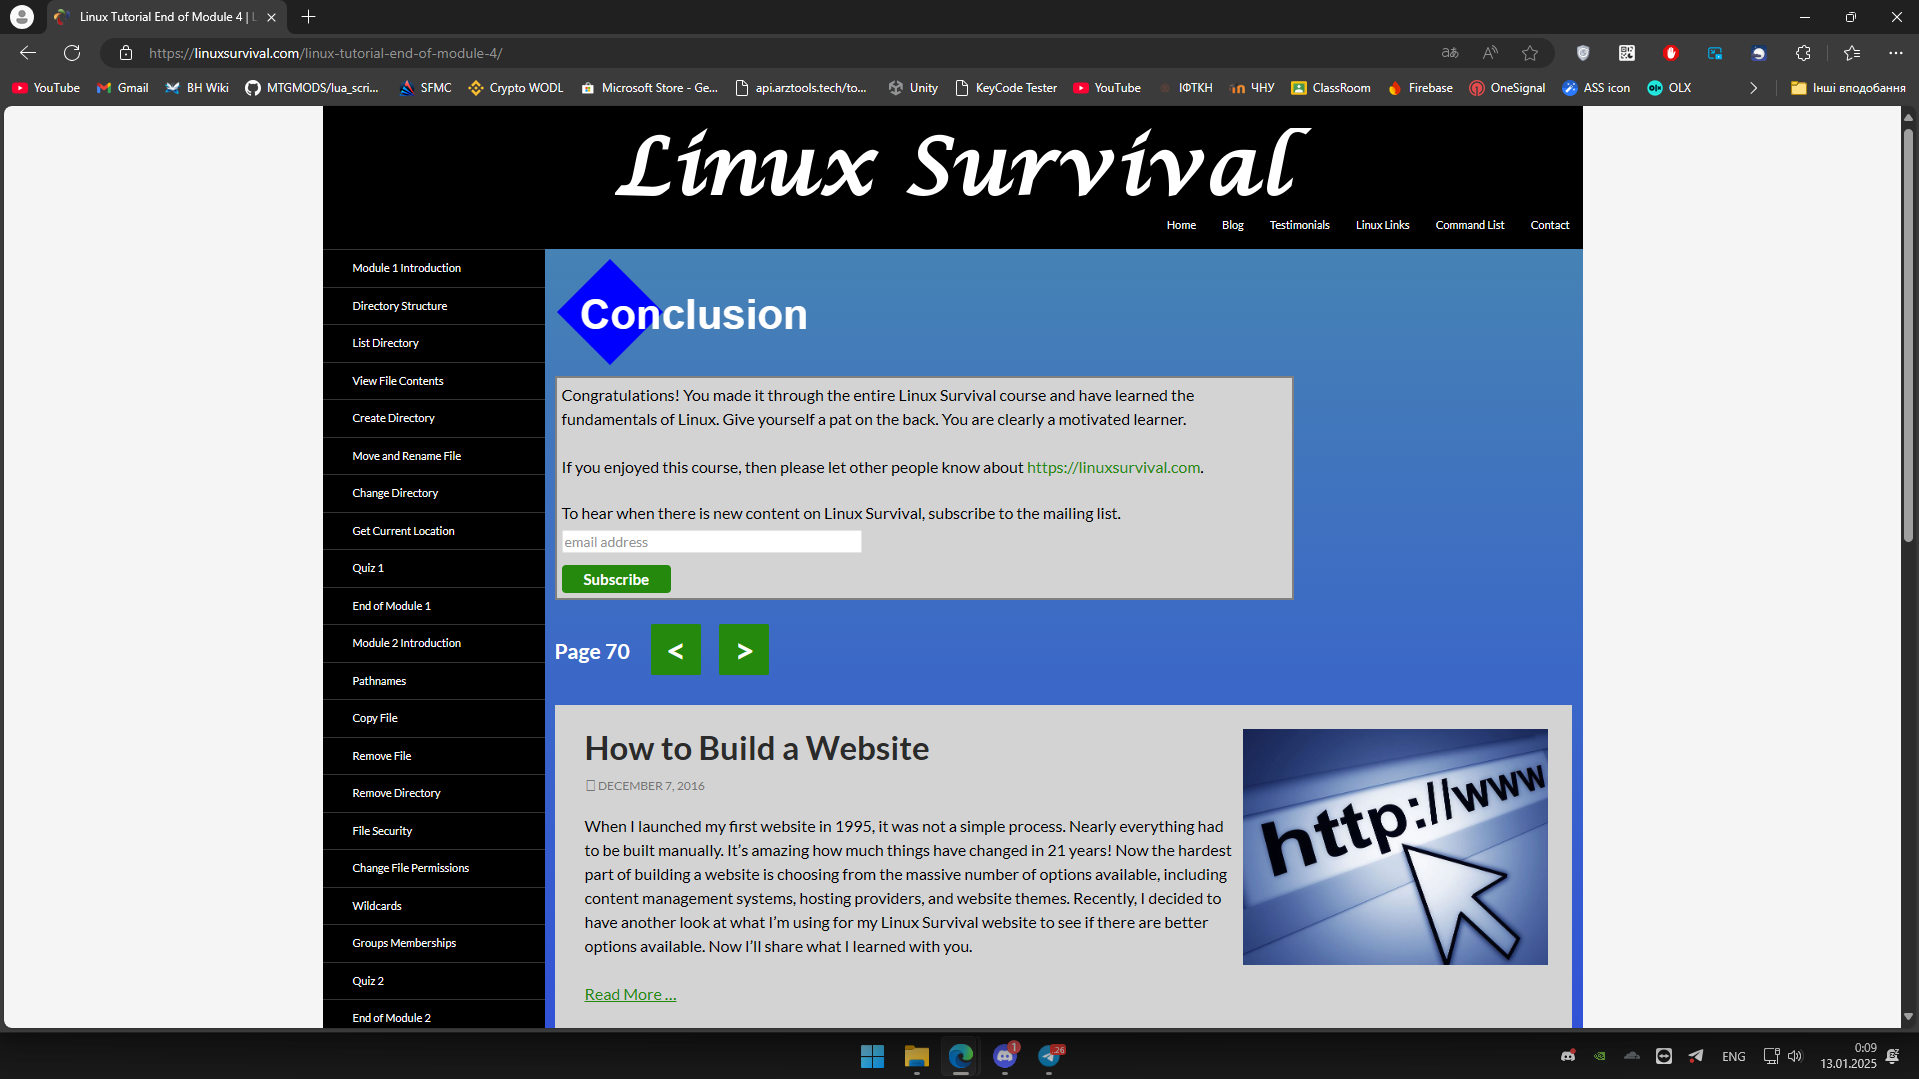 Linux Tutorial End of Module 4 | L
https://linuxsurvival.com/linux-tutorial-end-of-module-4/
YouTube Gmail BH Wiki MTGMODS/lua_scri... SFMC Crypto WODL Microsoft Store - Ge... api.arztools.tech/to... Unity KeyCode Tester YouTube ІФТКН ЧНУ ClassRoom Firebase OneSignal ASS icon OLX Інші вподобання
Linux Survival
Home Blog Testimonials Linux Links Command List Contact
Module 1 Introduction
Directory Structure
List Directory
View File Contents
Create Directory
Move and Rename File
Change Directory
Get Current Location
Quiz 1
End of Module 1
Module 2 Introduction
Pathnames
Copy File
Remove File
Remove Directory
File Security
Change File Permissions
Wildcards
Groups Memberships
Quiz 2
End of Module 2
Conclusion
Congratulations! You made it through the entire Linux Survival course and have learned the
fundamentals of Linux. Give yourself a pat on the back. You are clearly a motivated learner.
If you enjoyed this course, then please let other people know about https://linuxsurvival.com.
To hear when there is new content on Linux Survival, subscribe to the mailing list.
email address
Subscribe
Page 70 < >
How to Build a Website
DECEMBER 7, 2016
When I launched my first website in 1995, it was not a simple process. Nearly everything had
to be built manually. It's amazing how much things have changed in 21 years! Now the hardest
part of building a website is choosing from the massive number of options available, including
content management systems, hosting providers, and website themes. Recently, I decided to
have another look at what I'm using for my Linux Survival website to see if there are better
options available. Now I'll share what I learned with you.
Read More ...
http://www
1
26
ENG
0:09
13.01.2025